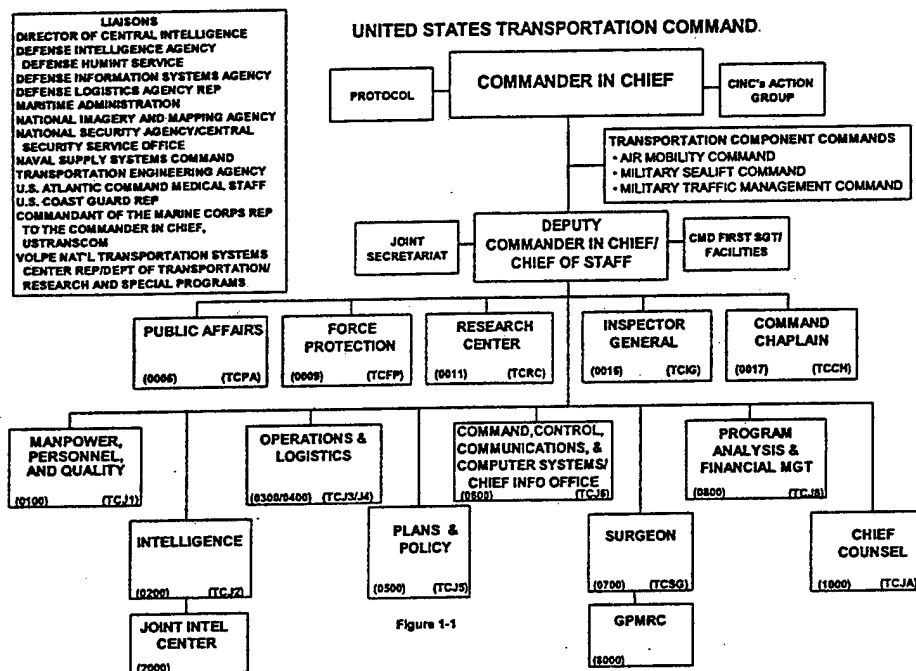 LIAISONS
DIRECTOR OF CENTRAL INTELLIGENCE
DEFENSE INTELLIGENCE AGENCY
DEFENSE HUMINT SERVICE
DEFENSE INFORMATION SYSTEMS AGENCY
DEFENSE LOGISTICS AGENCY REP
MARITIME ADMINISTRATION
NATIONAL IMAGERY AND MAPPING AGENCY
NATIONAL SECURITY AGENCY/CENTRAL
SECURITY SERVICE OFFICE
NAVAL SUPPLY SYSTEMS COMMAND
TRANSPORTATION ENGINEERING AGENCY
U.S. ATLANTIC COMMAND MEDICAL STAFF
U.S. COAST GUARD REP
COMMANDANT OF THE MARINE CORPS REP
TO THE COMMANDER IN CHIEF,
USTRANSCOM
VOLPE NAT'L TRANSPORTATION SYSTEMS
CENTER REP/DEPT OF TRANSPORTATION/
RESEARCH AND SPECIAL PROGRAMS
UNITED STATES TRANSPORTATION COMMAND
PROTOCOL
COMMANDER IN CHIEF
CINC's ACTION
GROUP
TRANSPORTATION COMPONENT COMMANDS
• AIR MOBILITY COMMAND
• MILITARY SEALIFT COMMAND
• MILITARY TRAFFIC MANAGEMENT COMMAND
JOINT
SECRETARIAT
DEPUTY
COMMANDER IN CHIEF/
CHIEF OF STAFF
CMD FIRST SGT/
FACILITIES
PUBLIC AFFAIRS
(0006) (TCPA)
FORCE
PROTECTION
(0009) (TCFP)
RESEARCH
CENTER
(0011) (TCRC)
INSPECTOR
GENERAL
(0016) (TCIG)
COMMAND
CHAPLAIN
(0017) (TCCH)
MANPOWER,
PERSONNEL,
AND QUALITY
(0100) (TCJ1)
OPERATIONS &
LOGISTICS
(0300/0400) (TCJ3/J4)
COMMAND, CONTROL,
COMMUNICATIONS, &
COMPUTER SYSTEMS/
CHIEF INFO OFFICE
(0600) (TCJ6)
PROGRAM
ANALYSIS &
FINANCIAL MGT
(0800) (TCJ8)
INTELLIGENCE
(0200) (TCJ2)
PLANS &
POLICY
(0500) (TCJ5)
SURGEON
(0700) (TCSG)
CHIEF
COUNSEL
(1000) (TCJA)
JOINT INTEL
CENTER
(2000)
Figure 1-1
GPMRC
(8000)